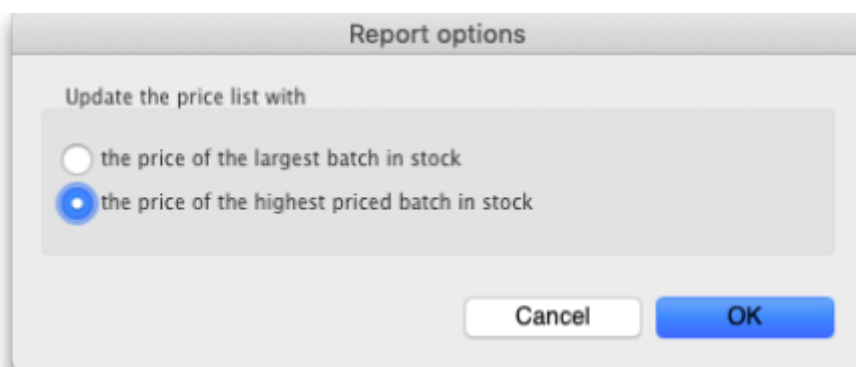 Report options
Update the price list with
the price of the largest batch in stock
the price of the highest priced batch in stock
Cancel
OK